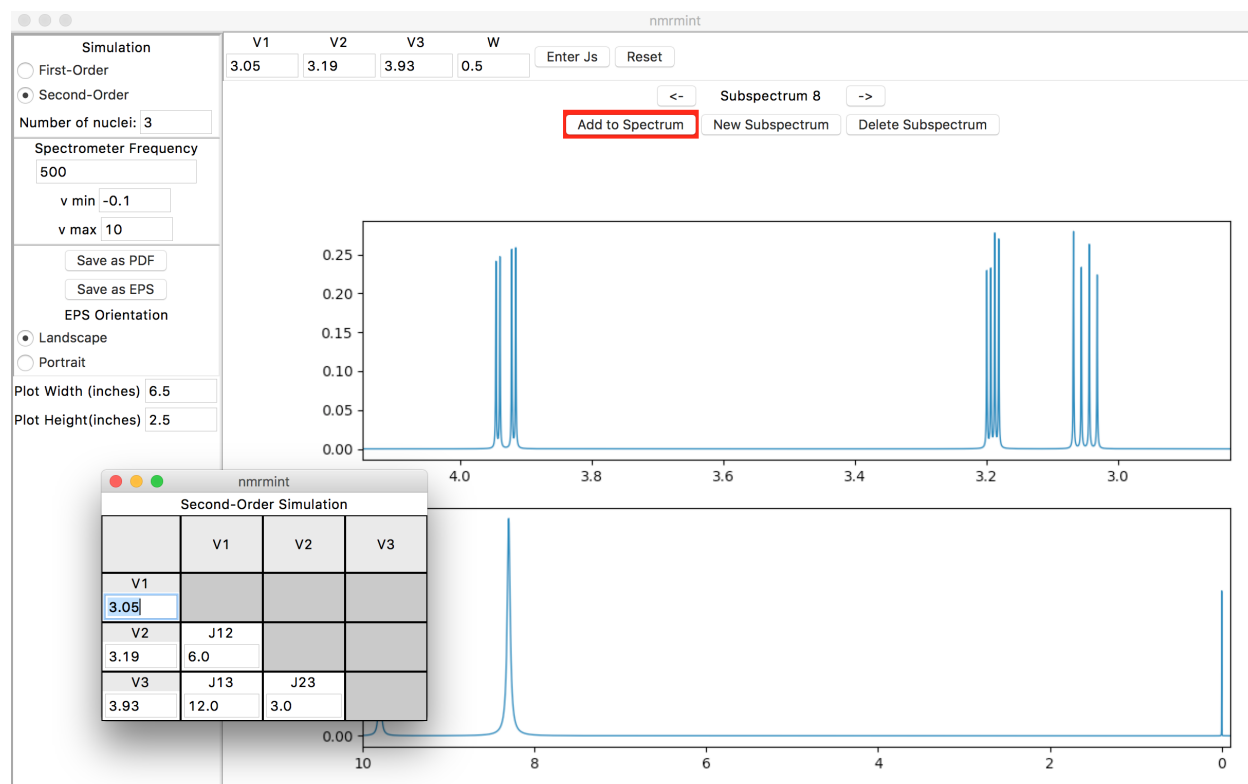 nmrmint
Simulation
First-Order
Second-Order
Number of nuclei: 3
Spectrometer Frequency
500
v min -0.1
v max 10
Save as PDF
Save as EPS
EPS Orientation
Landscape
Portrait
Plot Width (inches) 6.5
Plot Height(inches) 2.5
V1 V2 V3 W
3.05 3.19 3.93 0.5 Enter Js Reset
<- Subspectrum 8 ->
Add to Spectrum New Subspectrum Delete Subspectrum
0.25
0.20
0.15
0.10
0.05
0.00
4.0 3.8 3.6 3.4 3.2 3.0
nmrmint
Second-Order Simulation
V1 V2 V3
V1
3.05
V2 J12
3.19 6.0
V3 J13 J23
3.93 12.0 3.0
0.00
10 8 6 4 2 0